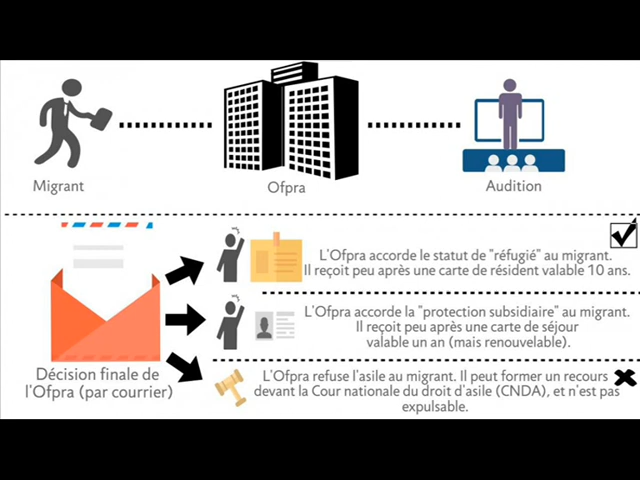 Migrant
Ofpra
Audition
L'Ofpra accorde le statut de "réfugié" au migrant.
Il reçoit peu après une carte de résident valable 10 ans.
L'Ofpra accorde la "protection subsidiaire" au migrant.
Il reçoit peu après une carte de séjour
valable un an (mais renouvelable).
Décision finale de
l'Ofpra (par courrier)
L'Ofpra refuse l'asile au migrant. Il peut former un recours
devant la Cour nationale du droit d'asile (CNDA), et n'est pas
expulsable.